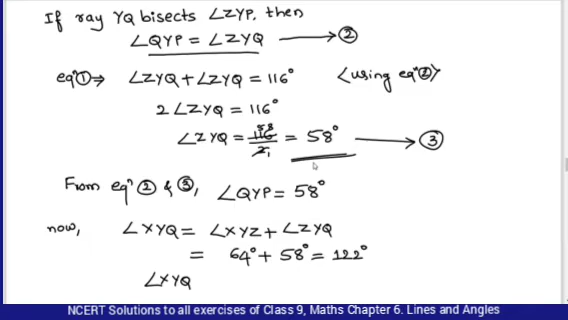 If ray YQ bisects ∠ZYP, then
∠QYP = ∠ZYQ ⟶ ②
eqⁿ① ⇒ ∠ZYQ + ∠ZYQ = 116° <using eqⁿ②>
2∠ZYQ = 116°
∠ZYQ = 116/2 = 58° ⟶ ③
From eqⁿ ② & ③, ∠QYP = 58°
now, ∠XYQ = ∠XYZ + ∠ZYQ
= 64° + 58° = 122°
∠XYQ
NCERT Solutions to all exercises of Class 9, Maths Chapter 6. Lines and Angles